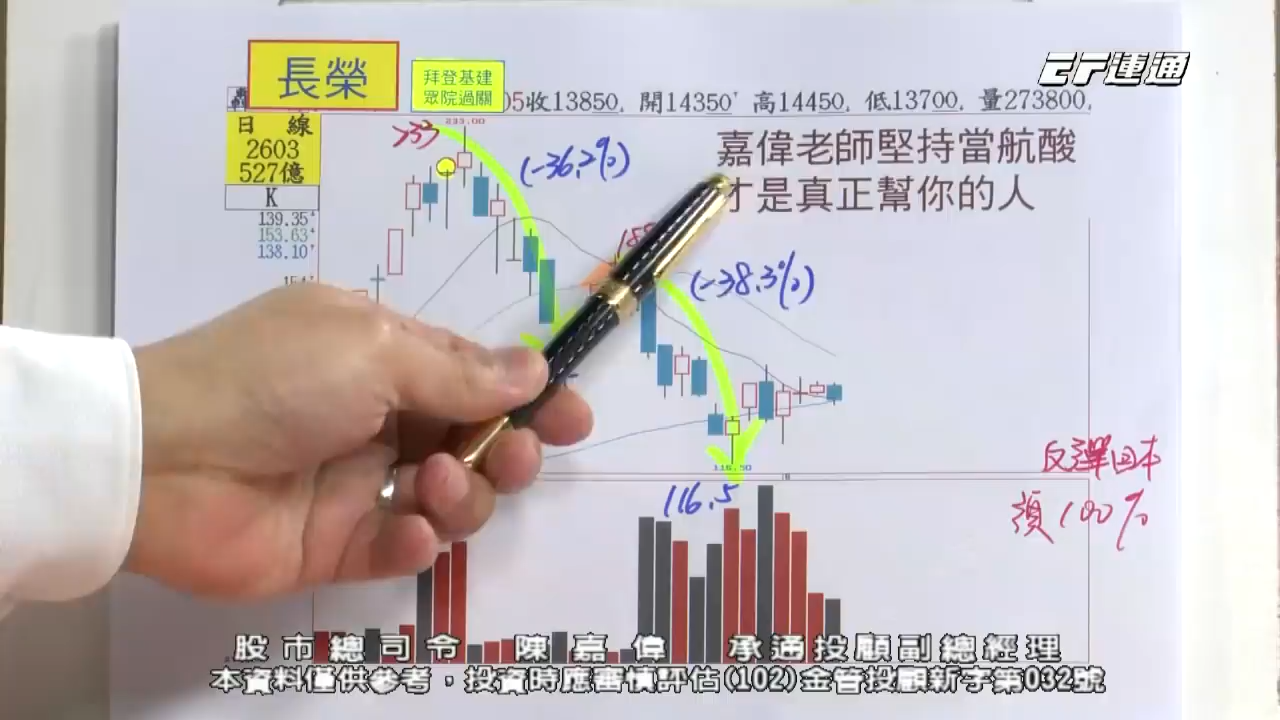 長榮
拜登基建
眾院過關
EF運通
05收13850. 開14350 高14450. 低13700. 量273800.
日 線
2603
527億
K
139.35
153.63
138.10
233.00
233
(-36.2%)
嘉偉老師堅持當航酸
才是真正幫你的人
(-38.3%)
116.50
116.5
反彈回本
須100%
股市總司令 陳嘉偉 承通投顧副總經理
本資料僅供參考，投資時應審慎評估(102)金管投顧新字第032號